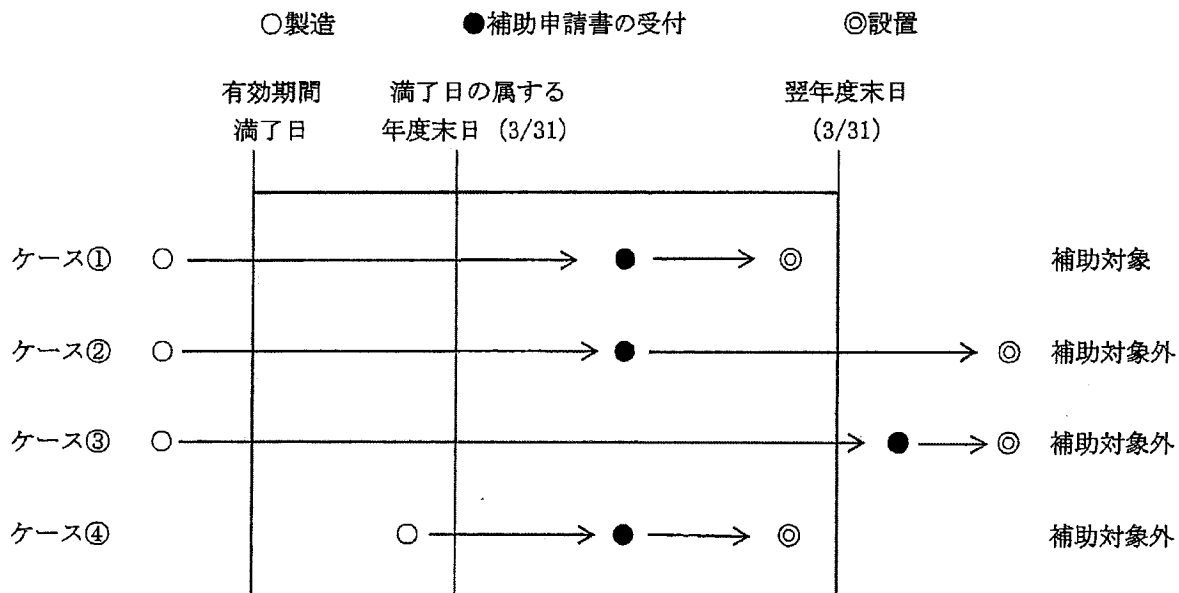 ○製造 ●補助申請書の受付 ◎設置
有効期間 満了日の属する 翌年度末日
満了日 年度末日（3/31） （3/31）
ケース① ○ ● ◎ 補助対象
ケース② ○ ● ◎ 補助対象外
ケース③ ○ ● ◎ 補助対象外
ケース④ ○ ● ◎ 補助対象外